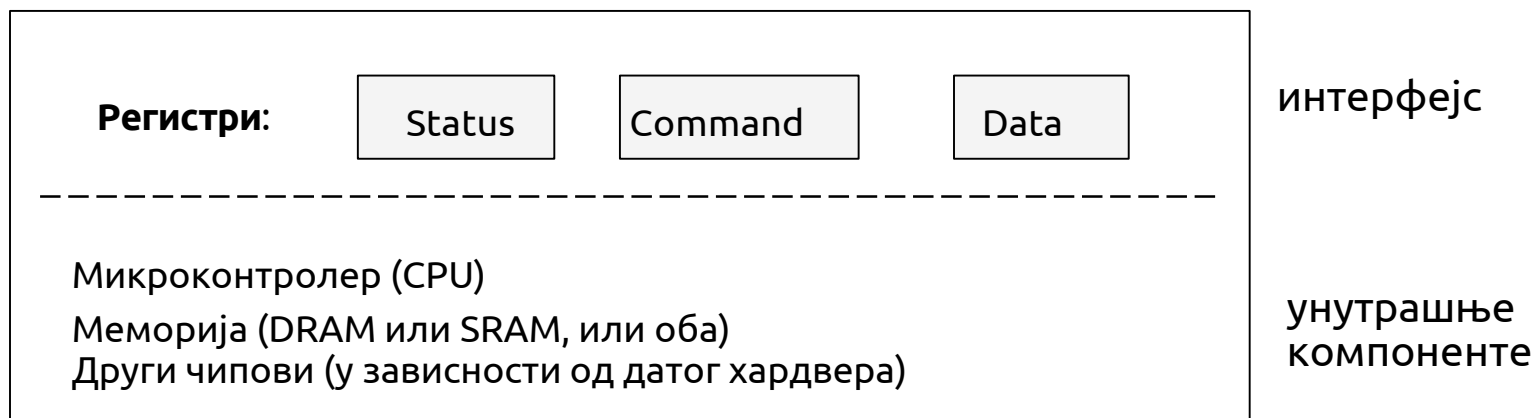 Регистри: Status Command Data
интерфејс
Микроконтролер (CPU)
Меморија (DRAM или SRAM, или оба)
Други чипови (у зависности од датог хардвера)
унутрашње
компоненте